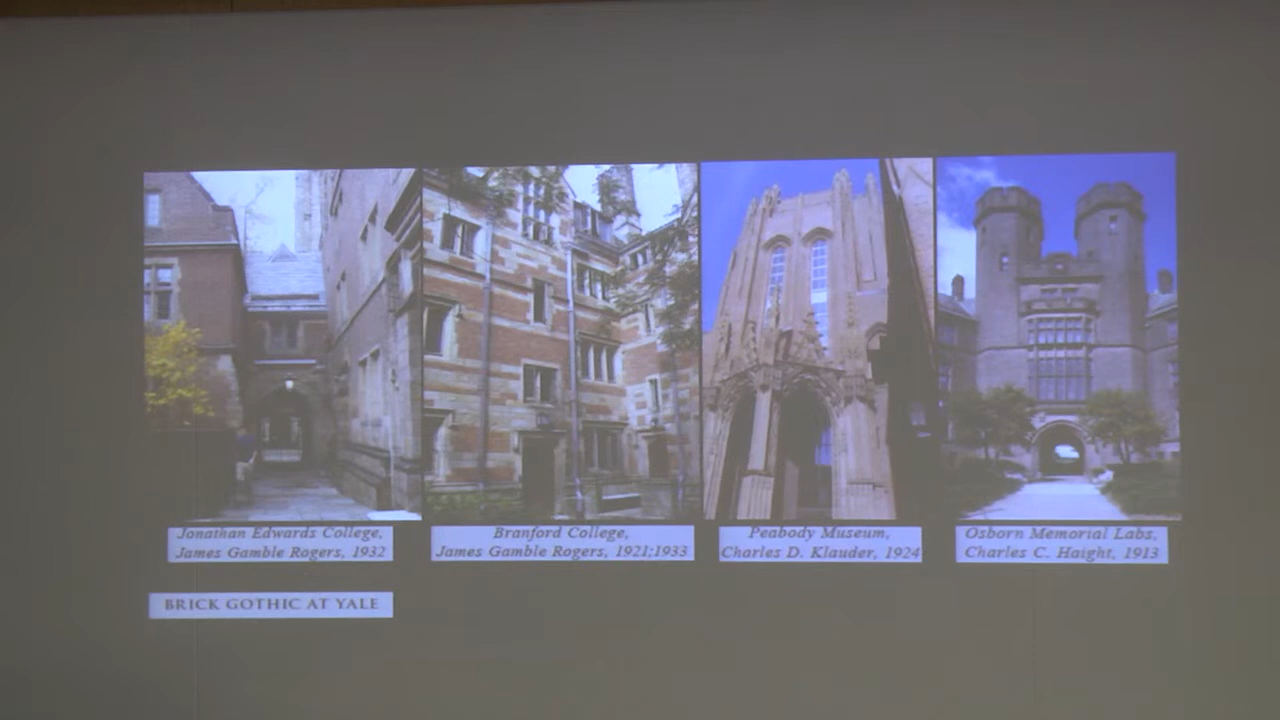 Jonathan Edwards College,
James Gamble Rogers, 1932
Branford College,
James Gamble Rogers, 1921;1933
Peabody Museum,
Charles D. Klauder, 1924
Osborn Memorial Labs,
Charles C. Haight, 1913
BRICK GOTHIC AT YALE